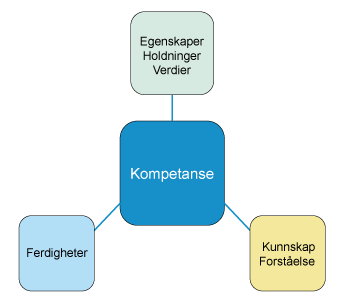 Egenskaper
Holdninger
Verdier
Kompetanse
Ferdigheter
Kunnskap
Forståelse